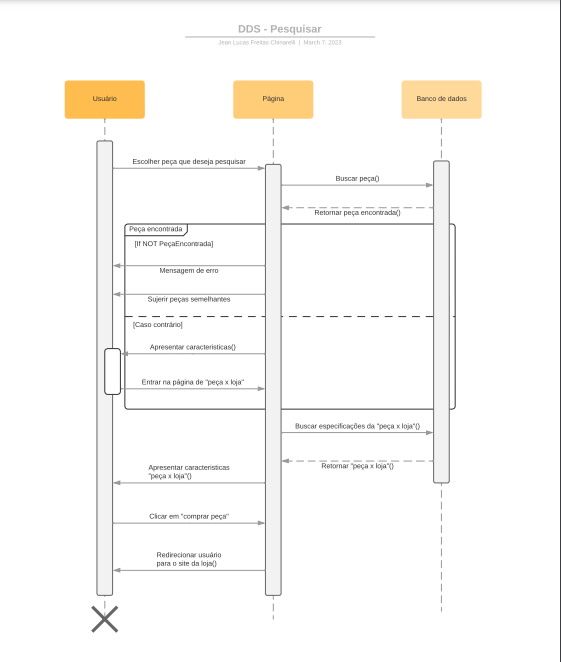 DDS - Pesquisar
Jean Lucas Freitas Chinarelli | March 7, 2023
Usuário
Página
Banco de dados
Escolher peça que deseja pesquisar
Buscar peça()
Retornar peça encontrada()
Peça encontrada
[If NOT PeçaEncontrada]
Mensagem de erro
Sujerir peças semelhantes
[Caso contrário]
Apresentar caracteristicas()
Entrar na página de "peça x loja"
Buscar especificações da "peça x loja"()
Retornar "peça x loja"()
Apresentar caracteristicas
"peça x loja"()
Clicar em "comprar peça"
Redirecionar usuário
para o site da loja()